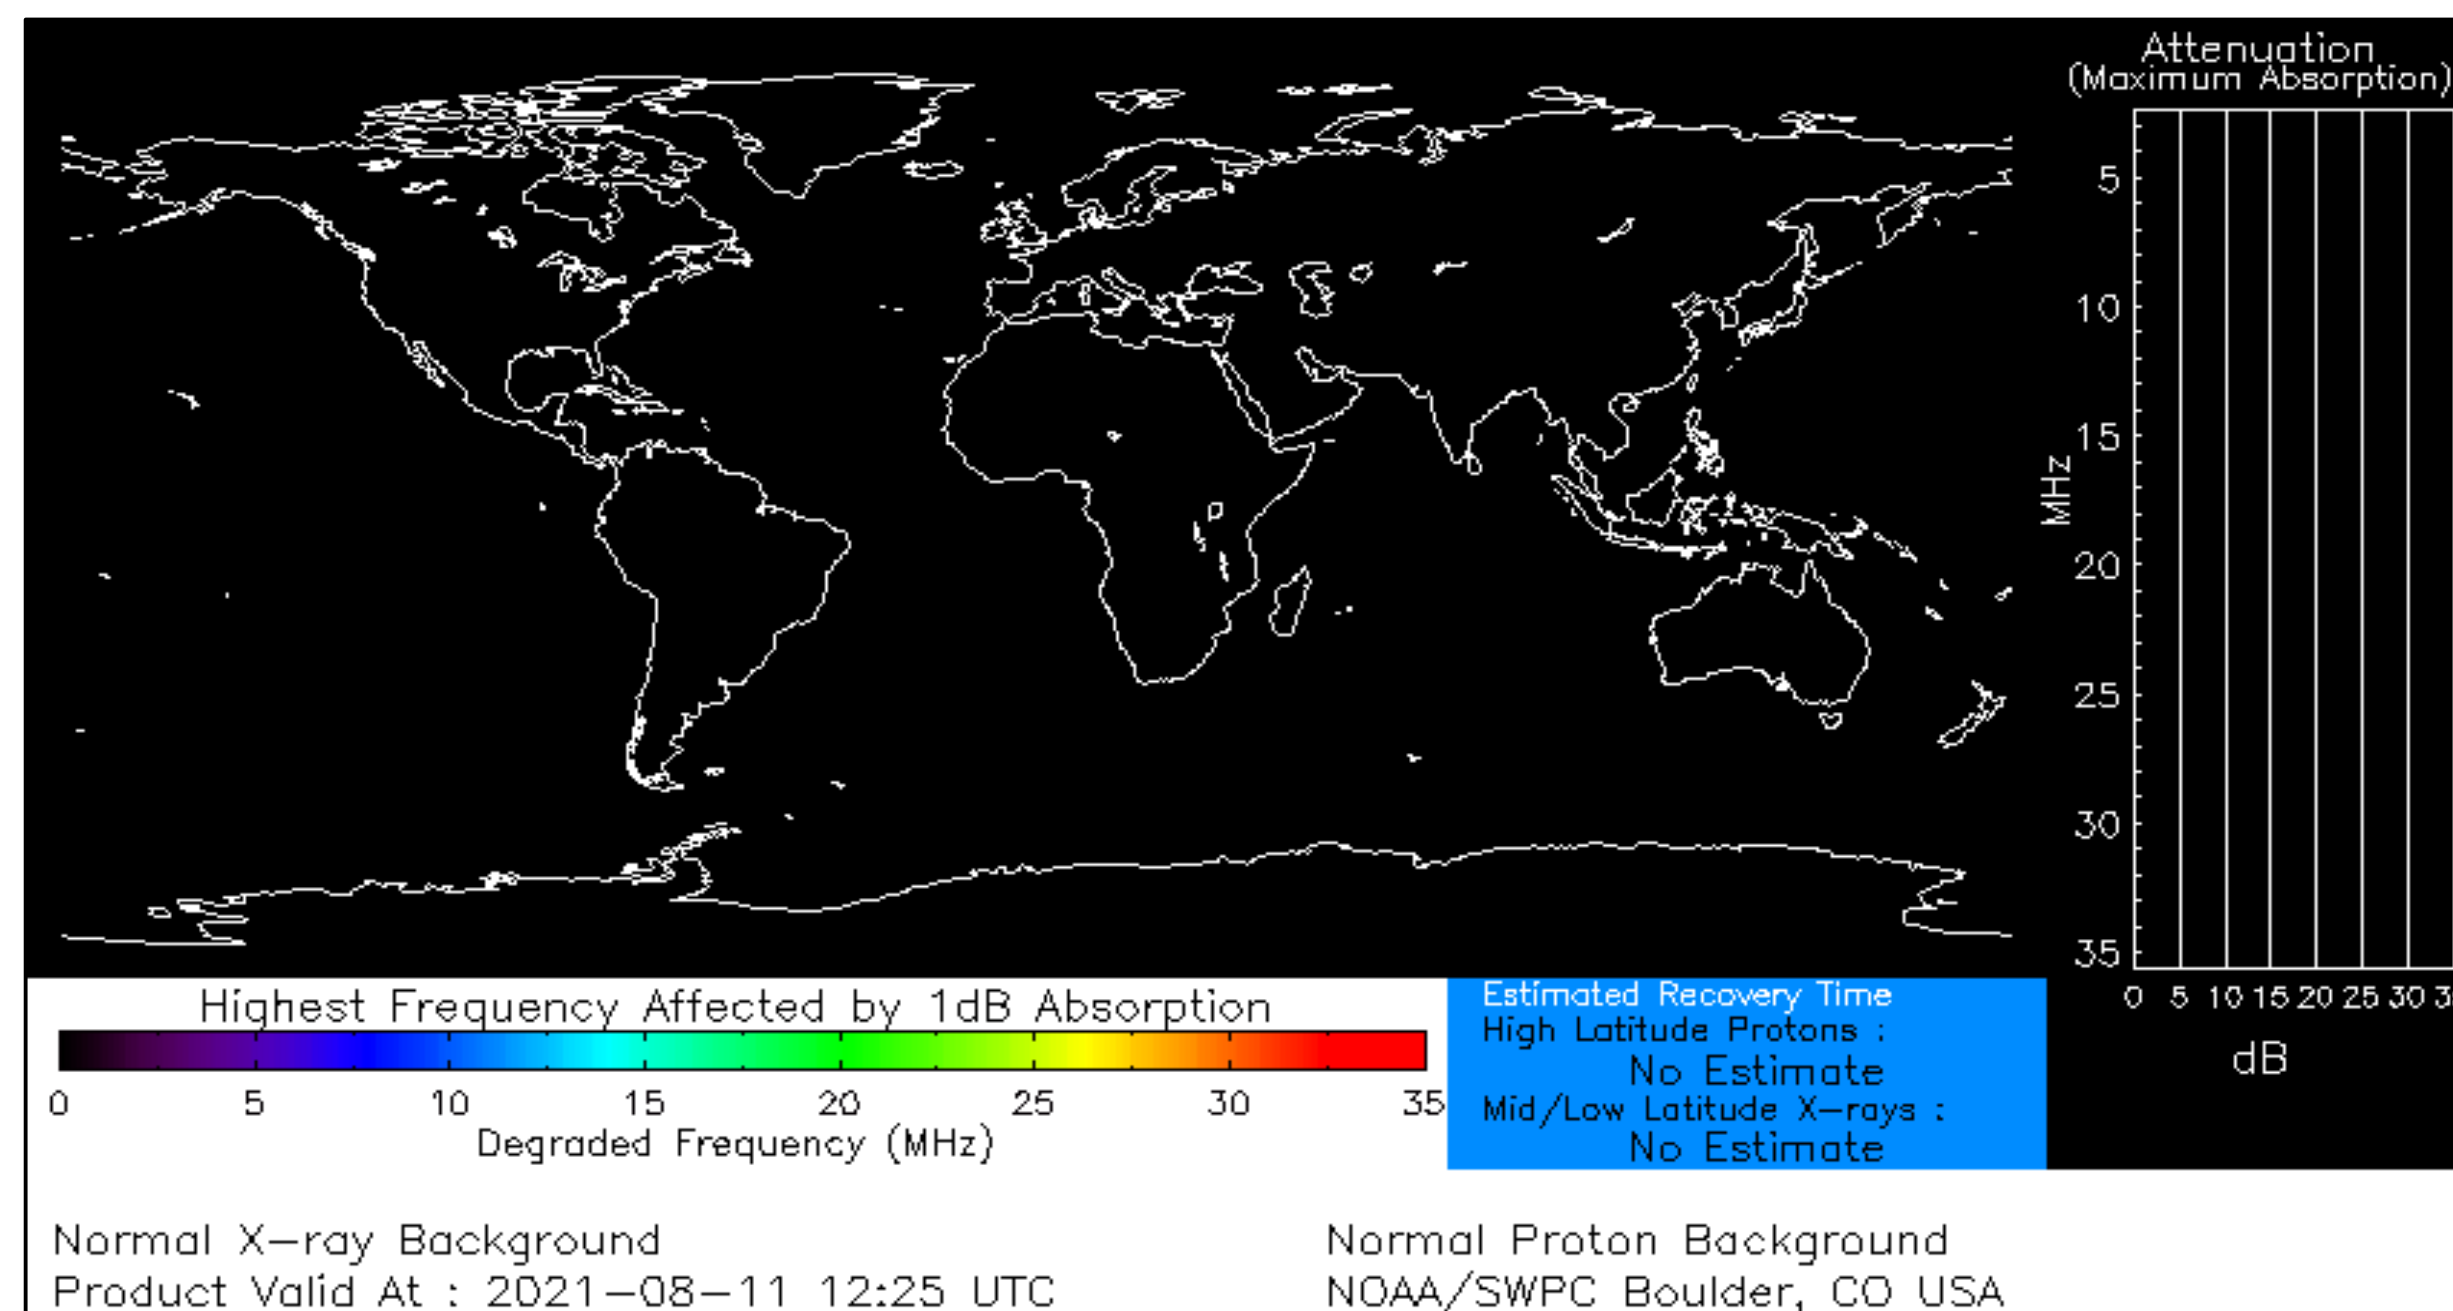 Attenuation
(Maximum Absorption)
5
10
15
20
25
30
35
MHz
0 5 10 15 20 25 30
dB
Highest Frequency Affected by 1dB Absorption
0 5 10 15 20 25 30 35
Degraded Frequency (MHz)
Estimated Recovery Time
High Latitude Protons :
No Estimate
Mid/Low Latitude X-rays :
No Estimate
Normal X-ray Background
Normal Proton Background
Product Valid At : 2021-08-11 12:25 UTC
NOAA/SWPC Boulder, CO USA